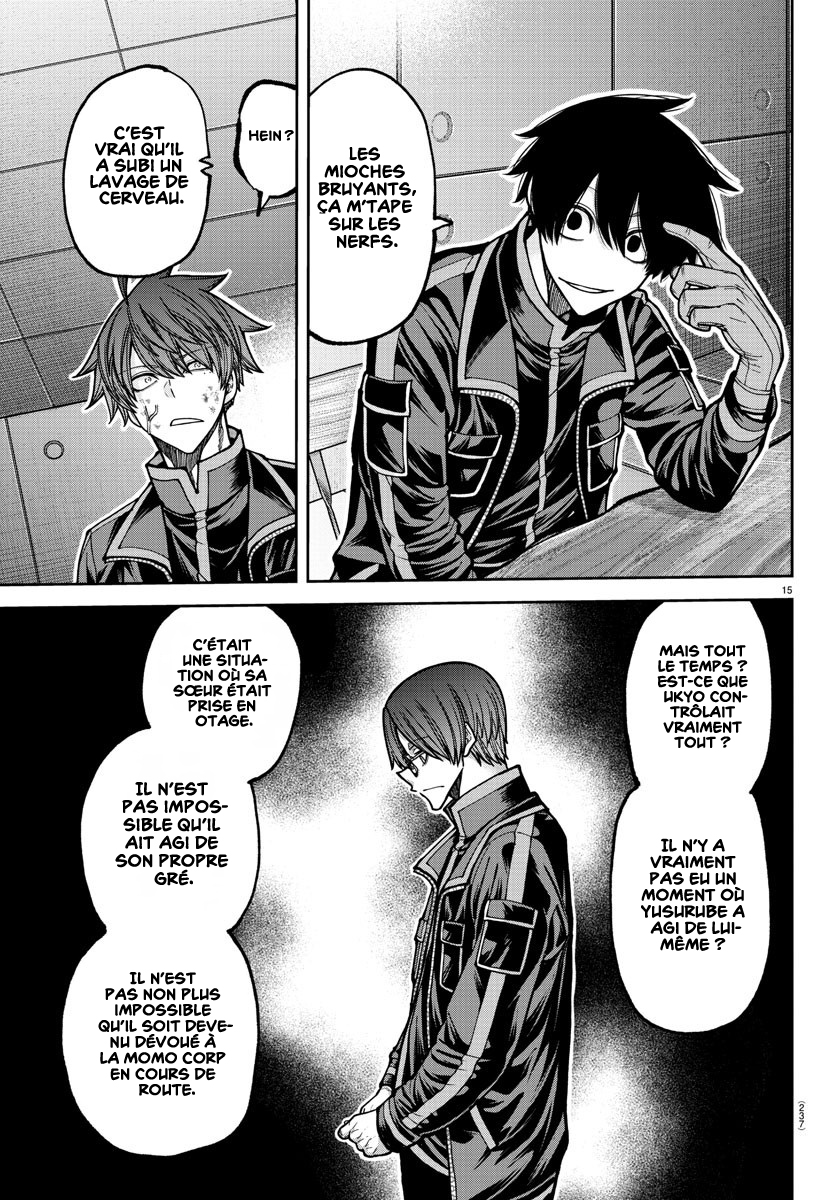 LES
MIOCHES
BRUYANTS,
ÇA M'TAPE
SUR LES
NERFS.
HEIN ?
C'EST
VRAI QU'IL
A SUBI UN
LAVAGE DE
CERVEAU.
15
MAIS TOUT
LE TEMPS ?
EST-CE QUE
UKYO CON-
TRÔLAIT
VRAIMENT
TOUT ?
IL N'Y A
VRAIMENT
PAS EU UN
MOMENT OÙ
YUSURUBE A
AGI DE LUI-
MÊME ?
C'ÉTAIT
UNE SITUA-
TION OÙ SA
SŒUR ÉTAIT
PRISE EN
OTAGE.
IL N'EST
PAS IMPOS-
SIBLE QU'IL
AIT AGI DE
SON PROPRE
GRÉ.
IL N'EST
PAS NON PLUS
IMPOSSIBLE
QU'IL SOIT DEVE-
NU DÉVOUÉ À
LA MOMO CORP
EN COURS DE
ROUTE.
(237)